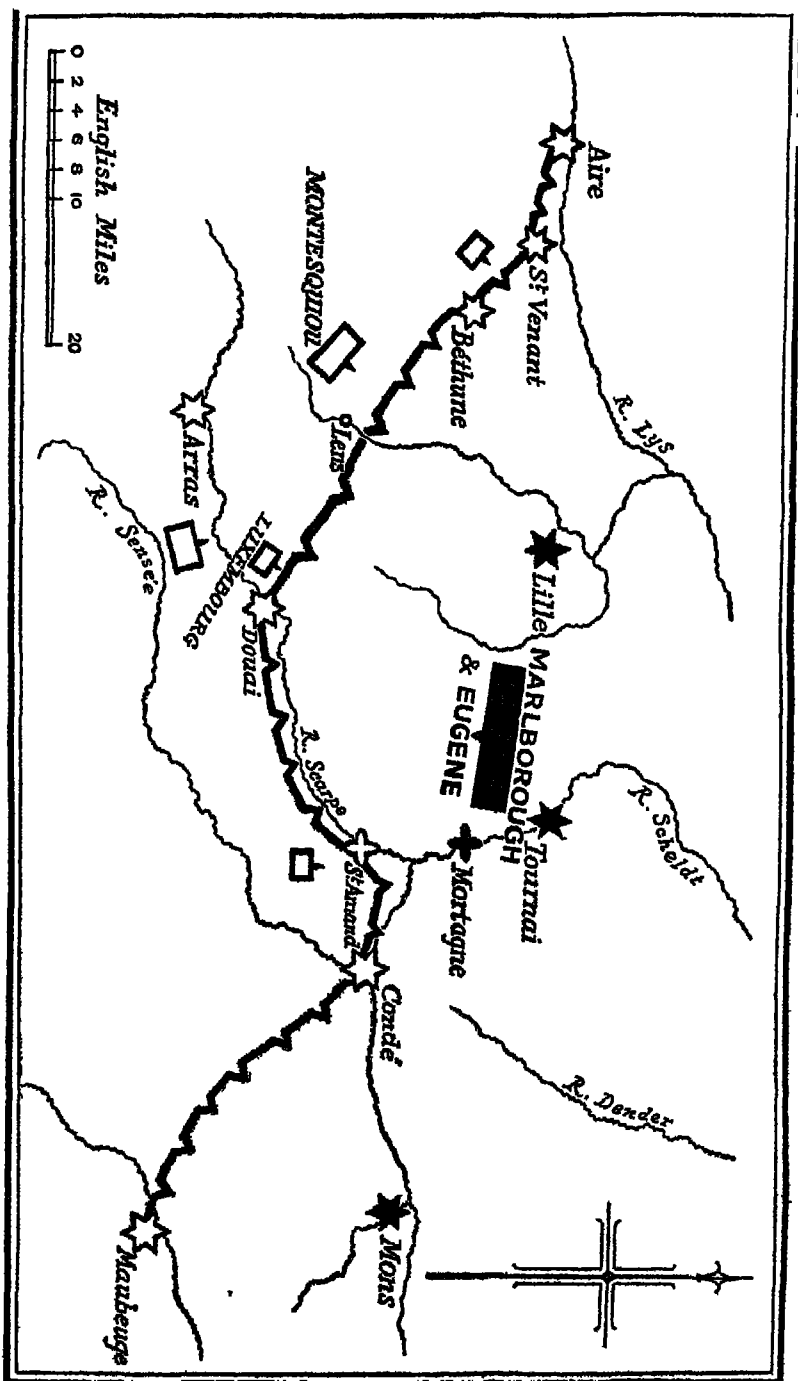 Aire
St Venant
Béthune
R. Lys
MONTESQUIOU
Lens
Lille
Arras
R. Senseé
LUXEMBOURG
Douai
MARLBOROUGH
& EUGENE
Tournai
R. Scheldt
Mortagne
R. Scarpe
St Amand
Condé
R. Dender
Mons
Maubeuge
0 2 4 6 8 10 20
English Miles